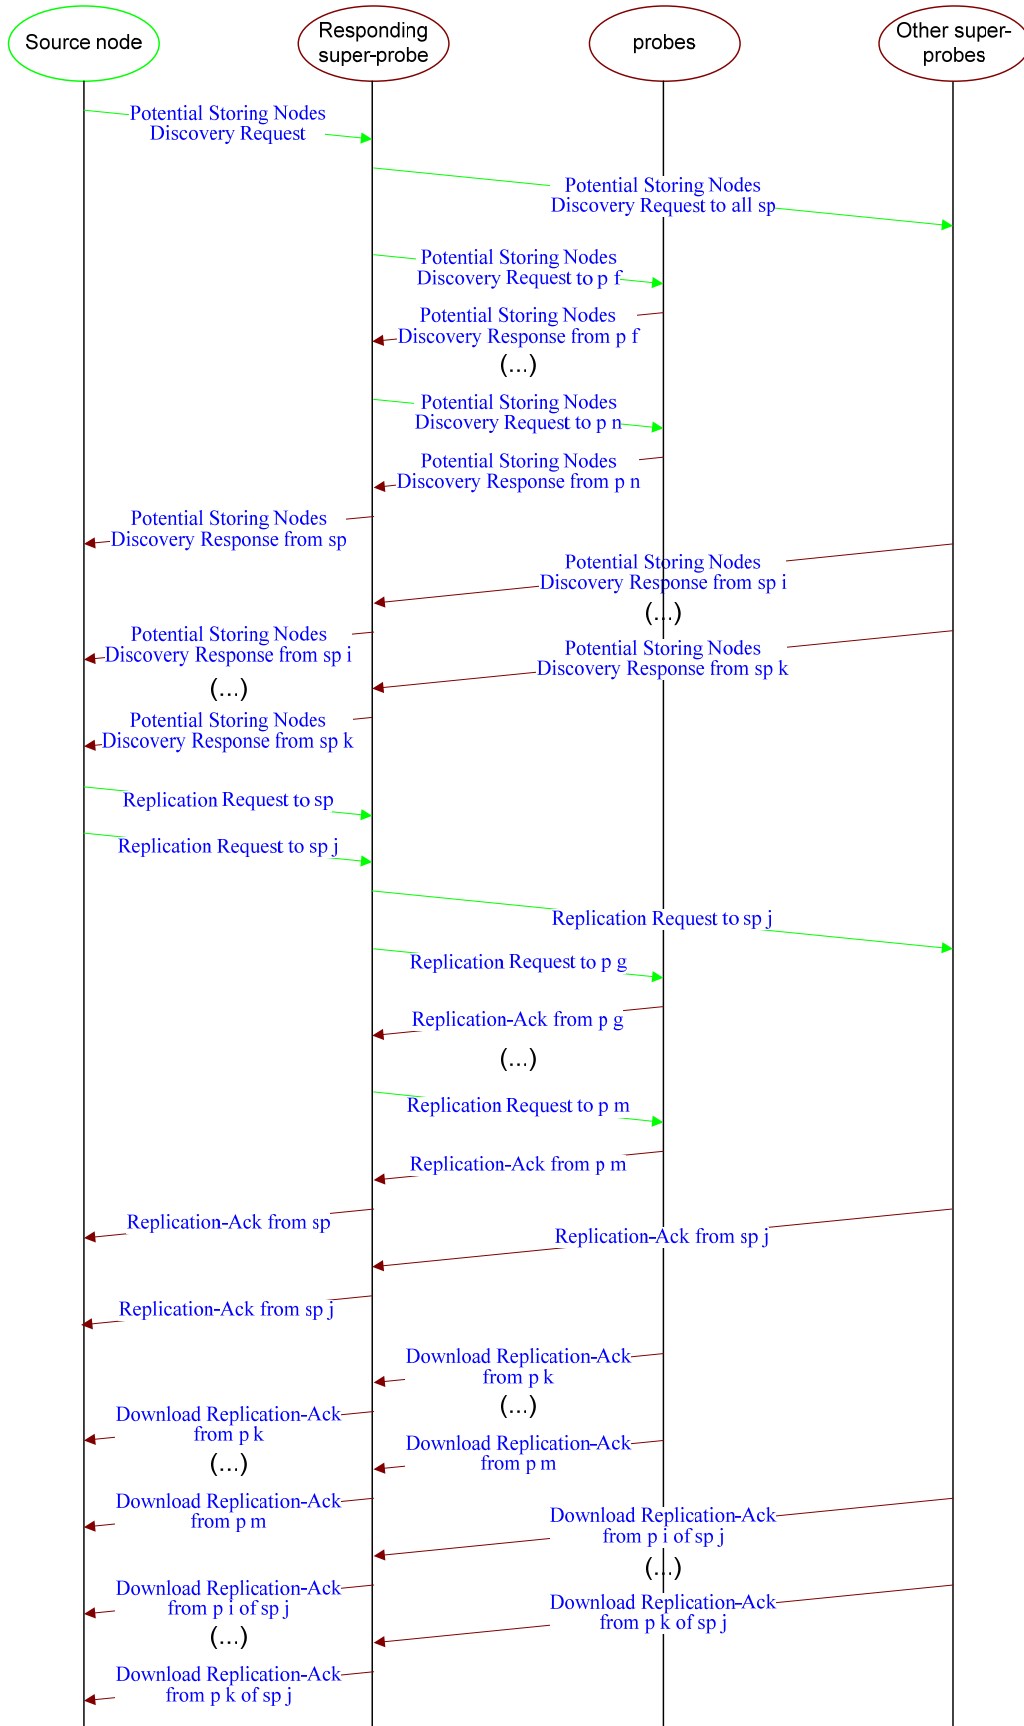 Source node
Responding
super-probe
probes
Other super-
probes
Potential Storing Nodes
Discovery Request
Potential Storing Nodes
Discovery Request to all sp
Potential Storing Nodes
Discovery Request to p f
Potential Storing Nodes
Discovery Response from p f
(...)
Potential Storing Nodes
Discovery Request to p n
Potential Storing Nodes
Discovery Response from p n
Potential Storing Nodes
Discovery Response from sp
Potential Storing Nodes
Discovery Response from sp i
(...)
Potential Storing Nodes
Discovery Response from sp i
Potential Storing Nodes
Discovery Response from sp k
(...)
Potential Storing Nodes
Discovery Response from sp k
Replication Request to sp
Replication Request to sp j
Replication Request to sp j
Replication Request to p g
Replication-Ack from p g
(...)
Replication Request to p m
Replication-Ack from p m
Replication-Ack from sp
Replication-Ack from sp j
Replication-Ack from sp j
Download Replication-Ack
from p k
(...)
Download Replication-Ack
from p k
Download Replication-Ack
from p m
(...)
Download Replication-Ack
from p m
Download Replication-Ack
from p i of sp j
(...)
Download Replication-Ack
from p i of sp j
Download Replication-Ack
from p k of sp j
(...)
Download Replication-Ack
from p k of sp j